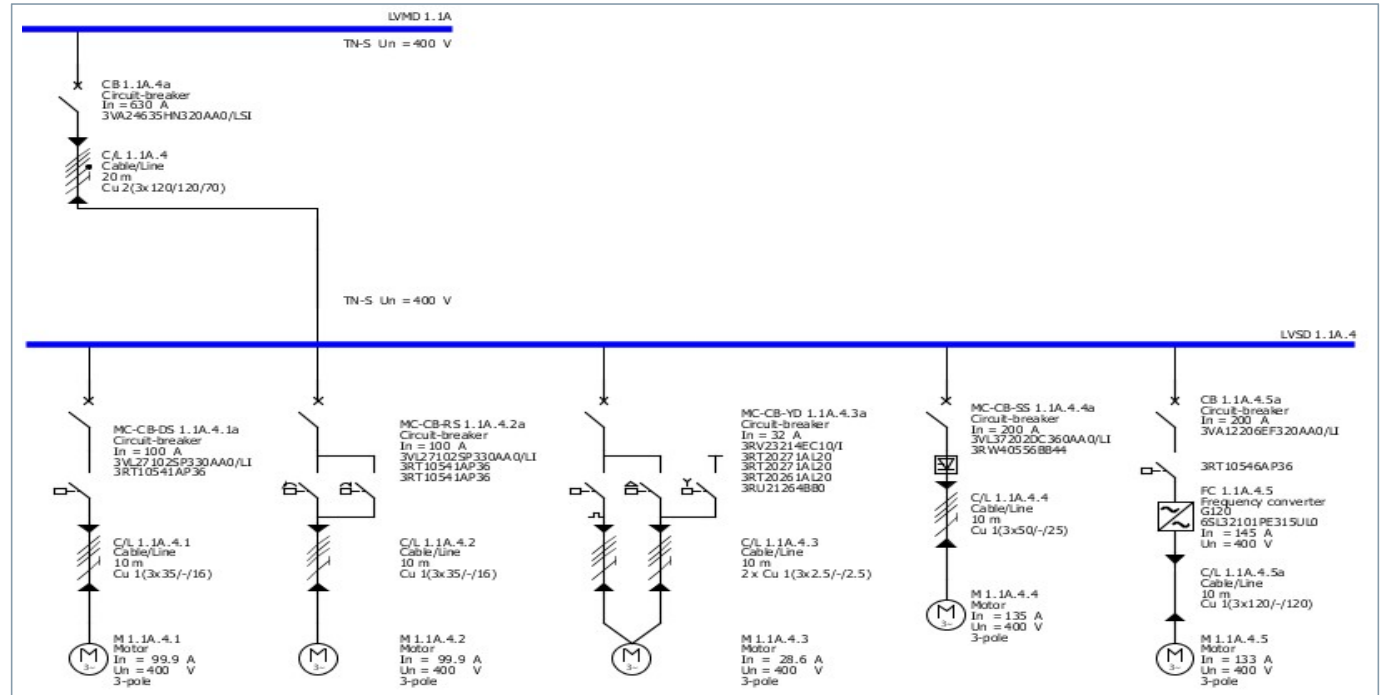 LVMD 1.1A
TN-S Un = 400 V
CB 1.1A.4a
Circuit-breaker
In = 630 A
3VA24635HN320AA0/LSI
C/L 1.1A.4
Cable/Line
20 m
Cu 2(3x120/120/70)
TN-S Un = 400 V
LVSD 1.1A.4
MC-CB-DS 1.1A.4.1a
Circuit-breaker
In = 100 A
3VL27102SP330AA0/LI
3RT10541AP36
C/L 1.1A.4.1
Cable/Line
10 m
Cu 1(3x35/-/16)
M 1.1A.4.1
Motor
In = 99.9 A
Un = 400 V
3-pole
M
3~
MC-CB-RS 1.1A.4.2a
Circuit-breaker
In = 100 A
3VL27102SP330AA0/LI
3RT10541AP36
3RT10541AP36
C/L 1.1A.4.2
Cable/Line
10 m
Cu 1(3x35/-/16)
M 1.1A.4.2
Motor
In = 99.9 A
Un = 400 V
3-pole
M
3~
MC-CB-YD 1.1A.4.3a
Circuit-breaker
In = 32 A
3RV23214EC10/I
3RT20271AL20
3RT20271AL20
3RT20261AL20
3RU21264BB0
Y
C/L 1.1A.4.3
Cable/Line
10 m
2 x Cu 1(3x2.5/-/2.5)
M 1.1A.4.3
Motor
In = 28.6 A
Un = 400 V
3-pole
M
3~
MC-CB-SS 1.1A.4.4a
Circuit-breaker
In = 200 A
3VL37202DC360AA0/LI
3RW40556BB44
C/L 1.1A.4.4
Cable/Line
10 m
Cu 1(3x50/-/25)
M 1.1A.4.4
Motor
In = 135 A
Un = 400 V
3-pole
M
3~
CB 1.1A.4.5a
Circuit-breaker
In = 200 A
3VA12206EF320AA0/LI
3RT10546AP36
FC 1.1A.4.5
Frequency converter
G120
6SL32101PE315UL0
In = 145 A
Un = 400 V
C/L 1.1A.4.5a
Cable/Line
10 m
Cu 1(3x120/-/120)
M 1.1A.4.5
Motor
In = 133 A
Un = 400 V
3-pole
M
3~